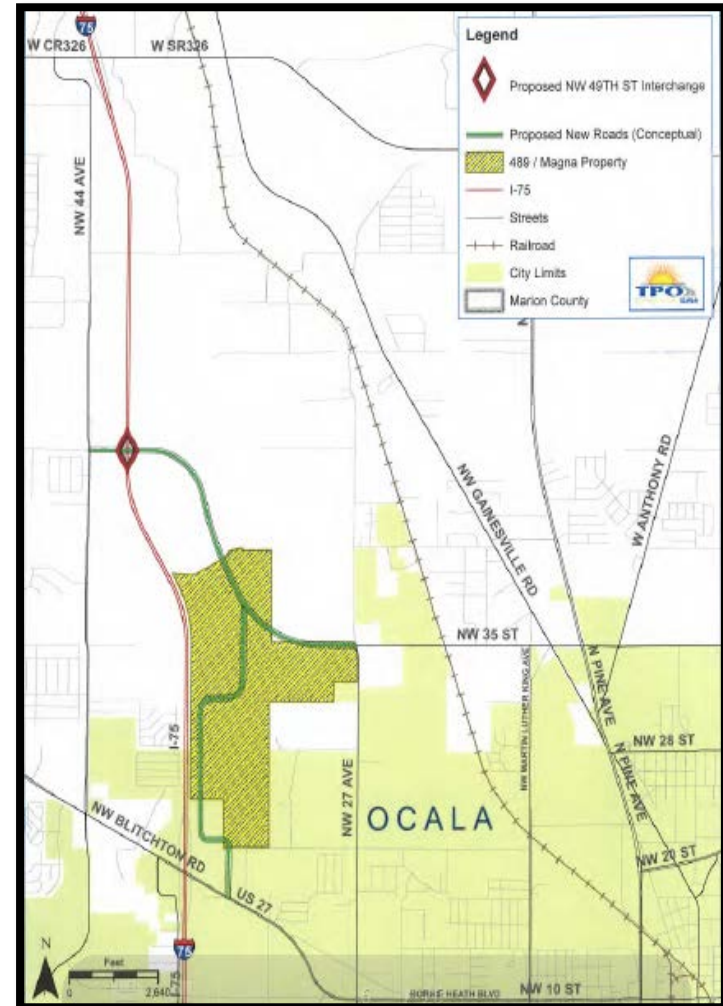 75
W CR326
W SR326
Legend
Proposed NW 49TH ST Interchange
Proposed New Roads (Conceptual)
489 / Magna Property
I-75
Streets
Railroad
City Limits
Marion County
TPO
NW 44 AVE
N
NW GAINESVILLE RD
W ANTHONY RD
NW 35 ST
NW MARTIN LUTHER KING AVE
N PINE AVE
I-75
NW 28 ST
N PINE AVE
NW 27 AVE
OCALA
NW BLITCHTON RD
NW 20 ST
US 27
N
Feet
0 2,640
75
I-75
NW 10 ST